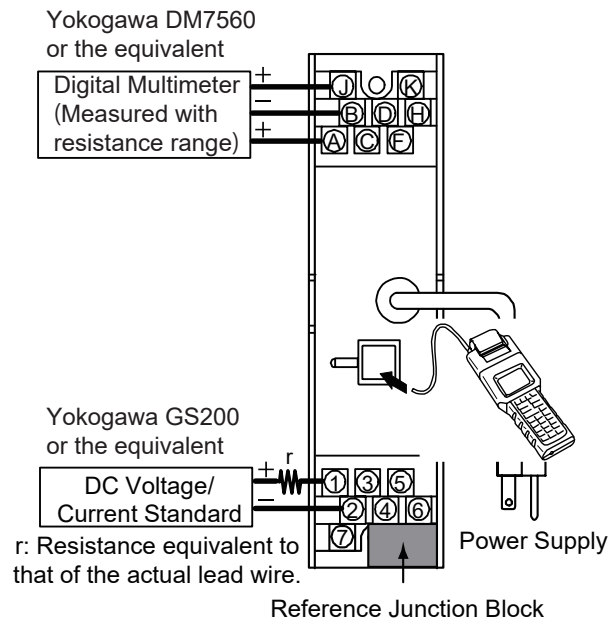 Yokogawa DM7560
or the equivalent
+
Digital Multimeter
−
(Measured with
+
resistance range)
J K
B D H
A C F
Yokogawa GS200
or the equivalent
r
+
DC Voltage/
−
Current Standard
1 3 5
2 4 6
7
r: Resistance equivalent to
that of the actual lead wire.
Power Supply
Reference Junction Block